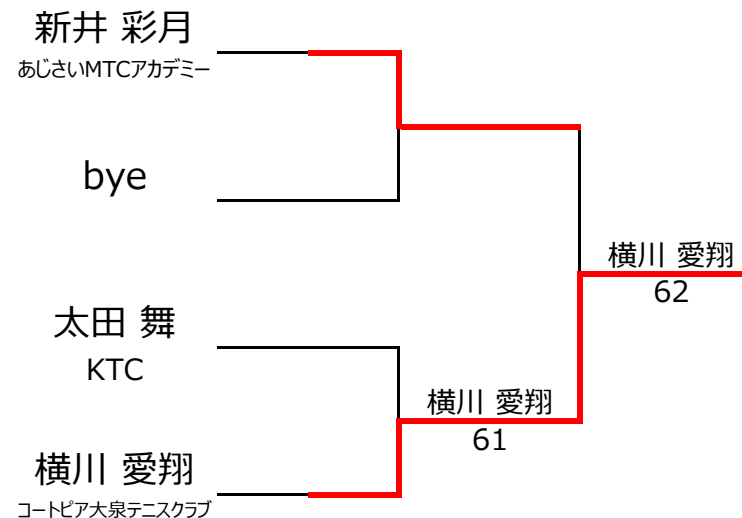 新井 彩月
あじさいMTCアカデミー
bye
太田 舞
KTC
横川 愛翔
コートピア大泉テニスクラブ
横川 愛翔
61
横川 愛翔
62